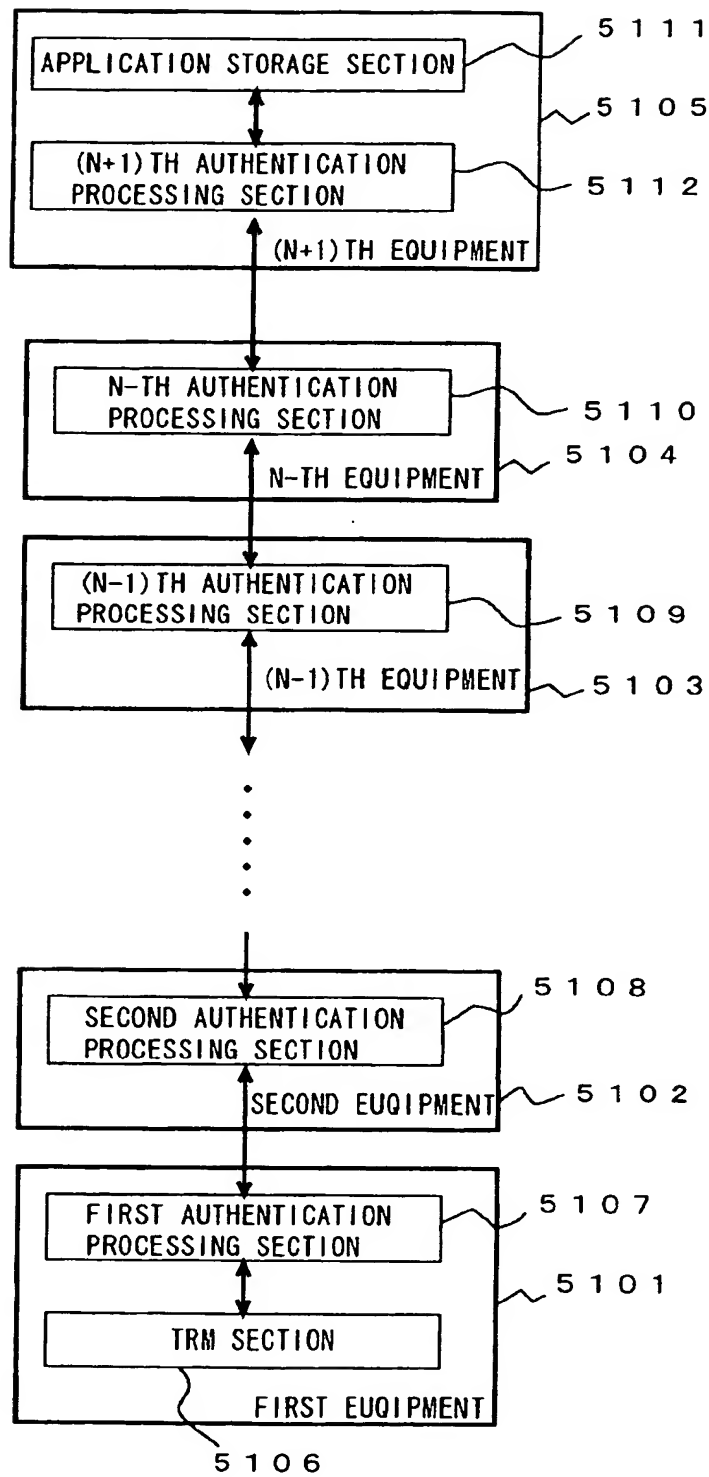 5111
APPLICATION STORAGE SECTION
5105
(N+1)TH AUTHENTICATION
PROCESSING SECTION
5112
(N+1)TH EQUIPMENT
N-TH AUTHENTICATION
PROCESSING SECTION
5110
5104
N-TH EQUIPMENT
(N-1)TH AUTHENTICATION
PROCESSING SECTION
5109
(N-1)TH EQUIPMENT
5103
5108
SECOND AUTHENTICATION
PROCESSING SECTION
SECOND EUQIPMENT
5102
5107
FIRST AUTHENTICATION
PROCESSING SECTION
5101
TRM SECTION
FIRST EUQIPMENT
5106